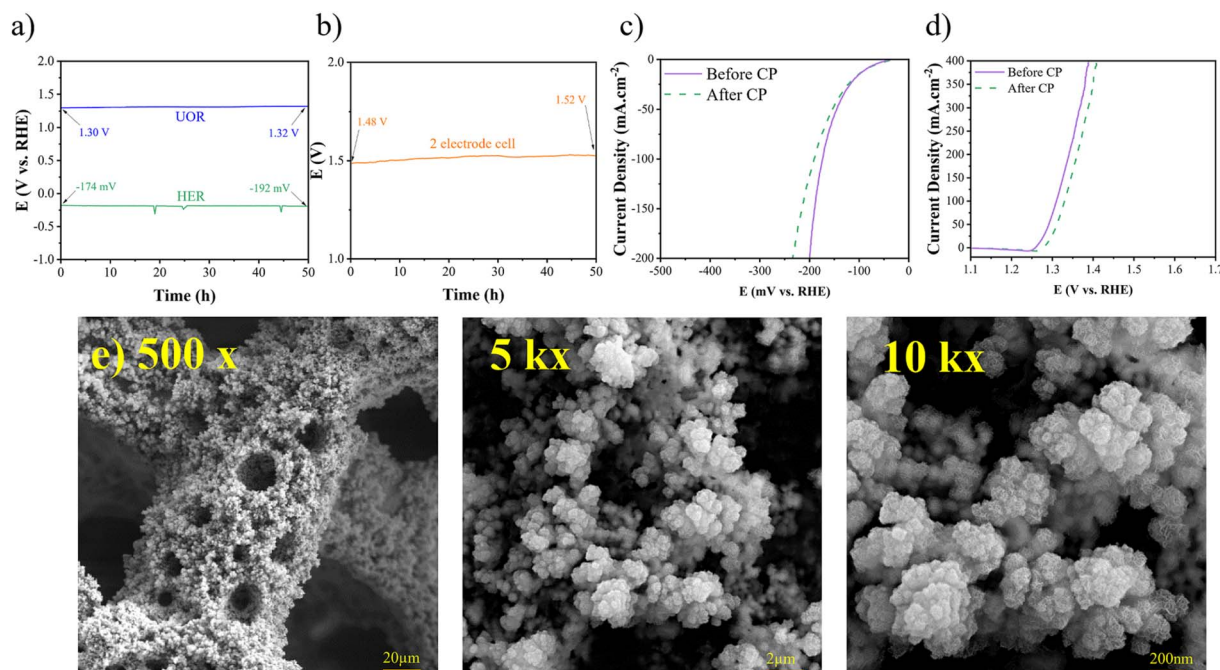 a)
2.0
1.5
1.0
0.5
0.0
-0.5
-1.0
E (V vs. RHE)
1.30 V
UOR
1.32 V
-174 mV
HER
-192 mV
0
10
20
30
40
50
Time (h)
b)
2.0
1.5
1.0
E (V)
1.48 V
2 electrode cell
1.52 V
0
10
20
30
40
50
Time (h)
c)
0
-50
-100
-150
-200
Current Density (mA.cm-²)
Before CP
After CP
-500
-400
-300
-200
-100
0
E (mV vs. RHE)
d)
400
350
300
250
200
150
100
50
0
Current Density (mA.cm-²)
Before CP
After CP
1.1
1.2
1.3
1.4
1.5
1.6
1.7
E (V vs. RHE)
e) 500 x
20µm
5 kx
2µm
10 kx
200nm